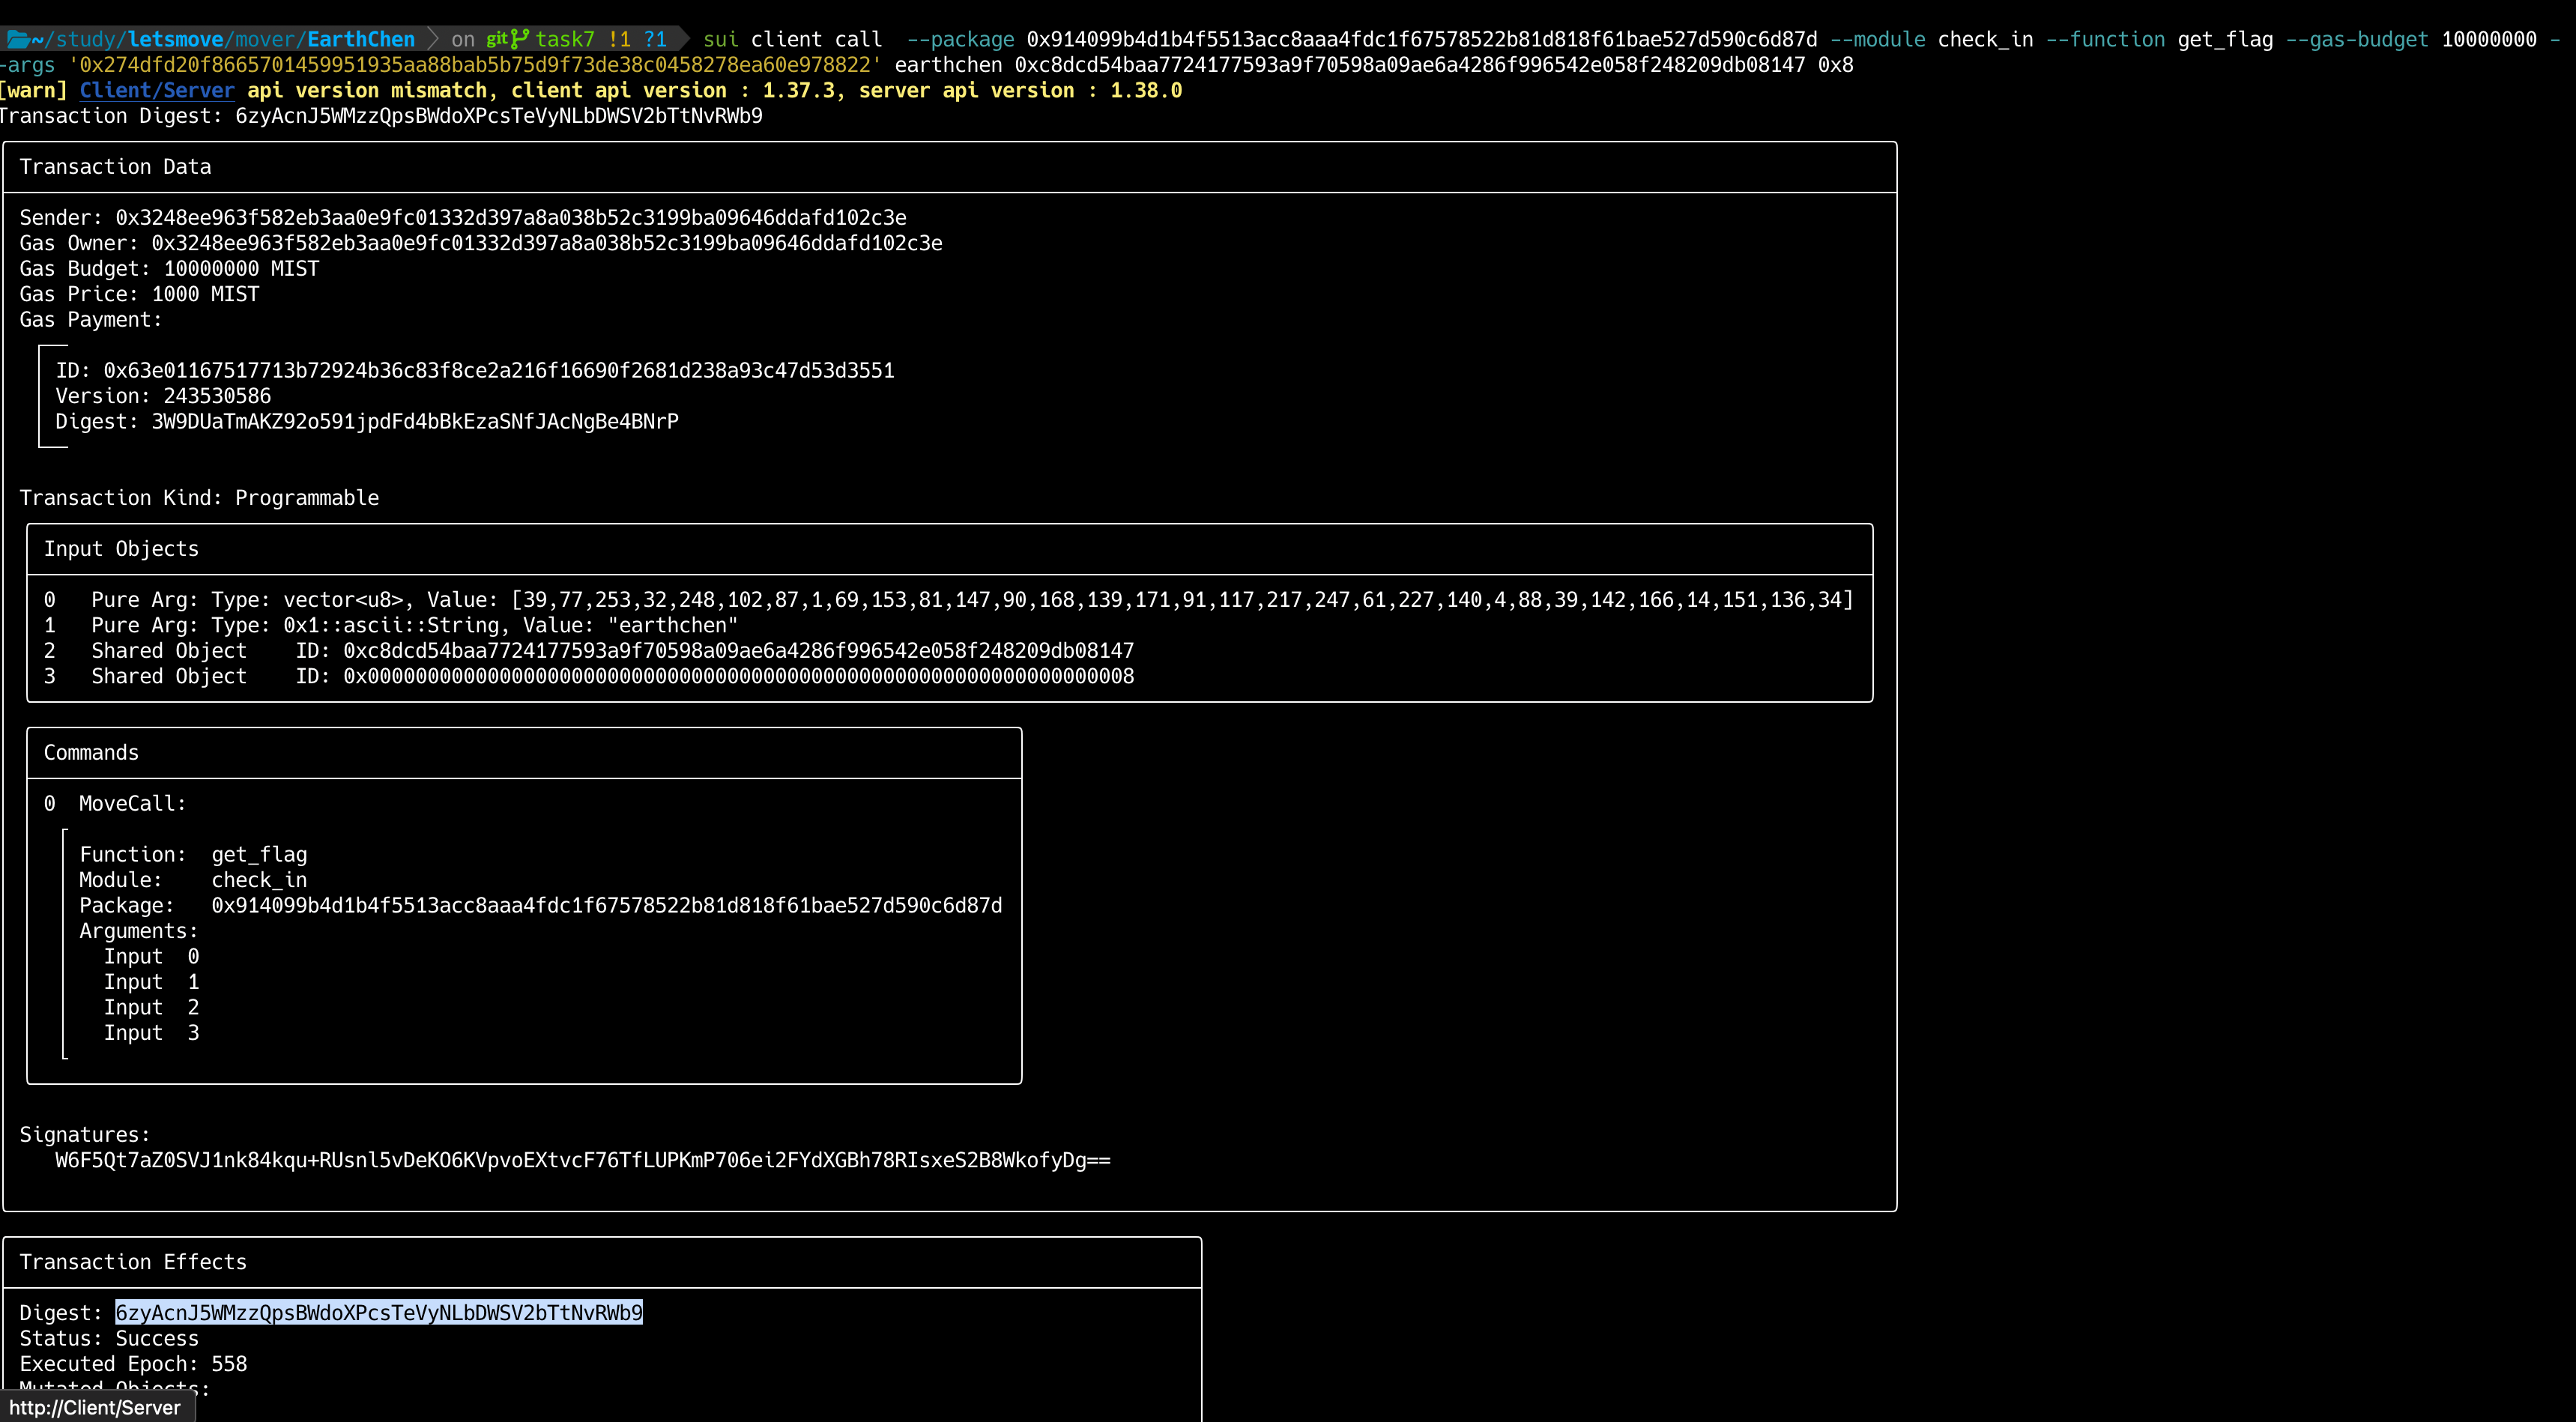 ~/study/letsmove/mover/EarthChen on git task7 !1 ?1 sui client call --package 0x914099b4d1b4f5513acc8aaa4fdc1f67578522b81d818f61bae527d590c6d87d --module check_in --function get_flag --gas-budget 10000000 -
-args '0x274dfd20f8665701459951935aa88bab5b75d9f73de38c0458278ea60e978822' earthchen 0xc8dcd54baa7724177593a9f70598a09ae6a4286f996542e058f248209db08147 0x8
[warn] Client/Server api version mismatch, client api version : 1.37.3, server api version : 1.38.0
Transaction Digest: 6zyAcnJ5WMzzQpsBWdoXPcsTeVyNLbDWSV2bTtNvRWb9
Transaction Data
Sender: 0x3248ee963f582eb3aa0e9fc01332d397a8a038b52c3199ba09646ddafd102c3e
Gas Owner: 0x3248ee963f582eb3aa0e9fc01332d397a8a038b52c3199ba09646ddafd102c3e
Gas Budget: 10000000 MIST
Gas Price: 1000 MIST
Gas Payment:
ID: 0x63e01167517713b72924b36c83f8ce2a216f16690f2681d238a93c47d53d3551
Version: 243530586
Digest: 3W9DUaTmAKZ92o591jpdFd4bBkEzaSNfJAcNgBe4BNrP
Transaction Kind: Programmable
Input Objects
0 Pure Arg: Type: vector<u8>, Value: [39,77,253,32,248,102,87,1,69,153,81,147,90,168,139,171,91,117,217,247,61,227,140,4,88,39,142,166,14,151,136,34]
1 Pure Arg: Type: 0x1::ascii::String, Value: "earthchen"
2 Shared Object ID: 0xc8dcd54baa7724177593a9f70598a09ae6a4286f996542e058f248209db08147
3 Shared Object ID: 0x0000000000000000000000000000000000000000000000000000000000000008
Commands
0 MoveCall:
Function: get_flag
Module: check_in
Package: 0x914099b4d1b4f5513acc8aaa4fdc1f67578522b81d818f61bae527d590c6d87d
Arguments:
Input 0
Input 1
Input 2
Input 3
Signatures:
W6F5Qt7aZ0SVJ1nk84kqu+RUsnl5vDeKO6KVpvoEXtvcF76TfLUPKmP706ei2FYdXGBh78RIsxeS2B8WkofyDg==
Transaction Effects
Digest: 6zyAcnJ5WMzzQpsBWdoXPcsTeVyNLbDWSV2bTtNvRWb9
Status: Success
Executed Epoch: 558
Mutated Objects:
http://Client/Server